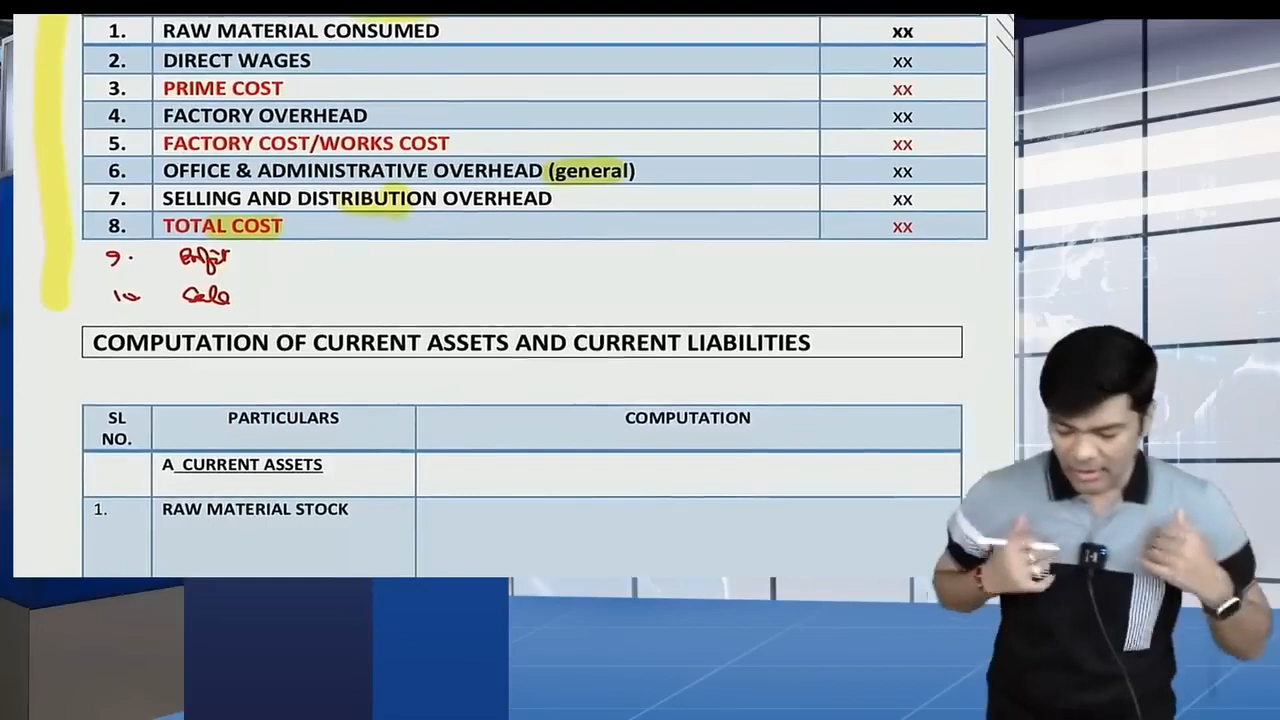 1. RAW MATERIAL CONSUMED xx
2. DIRECT WAGES xx
3. PRIME COST xx
4. FACTORY OVERHEAD xx
5. FACTORY COST/WORKS COST xx
6. OFFICE & ADMINISTRATIVE OVERHEAD (general) xx
7. SELLING AND DISTRIBUTION OVERHEAD xx
8. TOTAL COST xx
9.
10
COMPUTATION OF CURRENT ASSETS AND CURRENT LIABILITIES
SL NO. PARTICULARS COMPUTATION
A CURRENT ASSETS
1. RAW MATERIAL STOCK